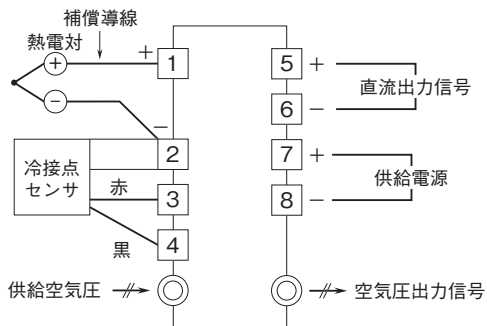 補償導線
熱電対
+
+
1
−
−
2
冷接点
センサ
赤
3
黒
4
供給空気圧
5
+
直流出力信号
6
−
7
+
供給電源
8
−
空気圧出力信号